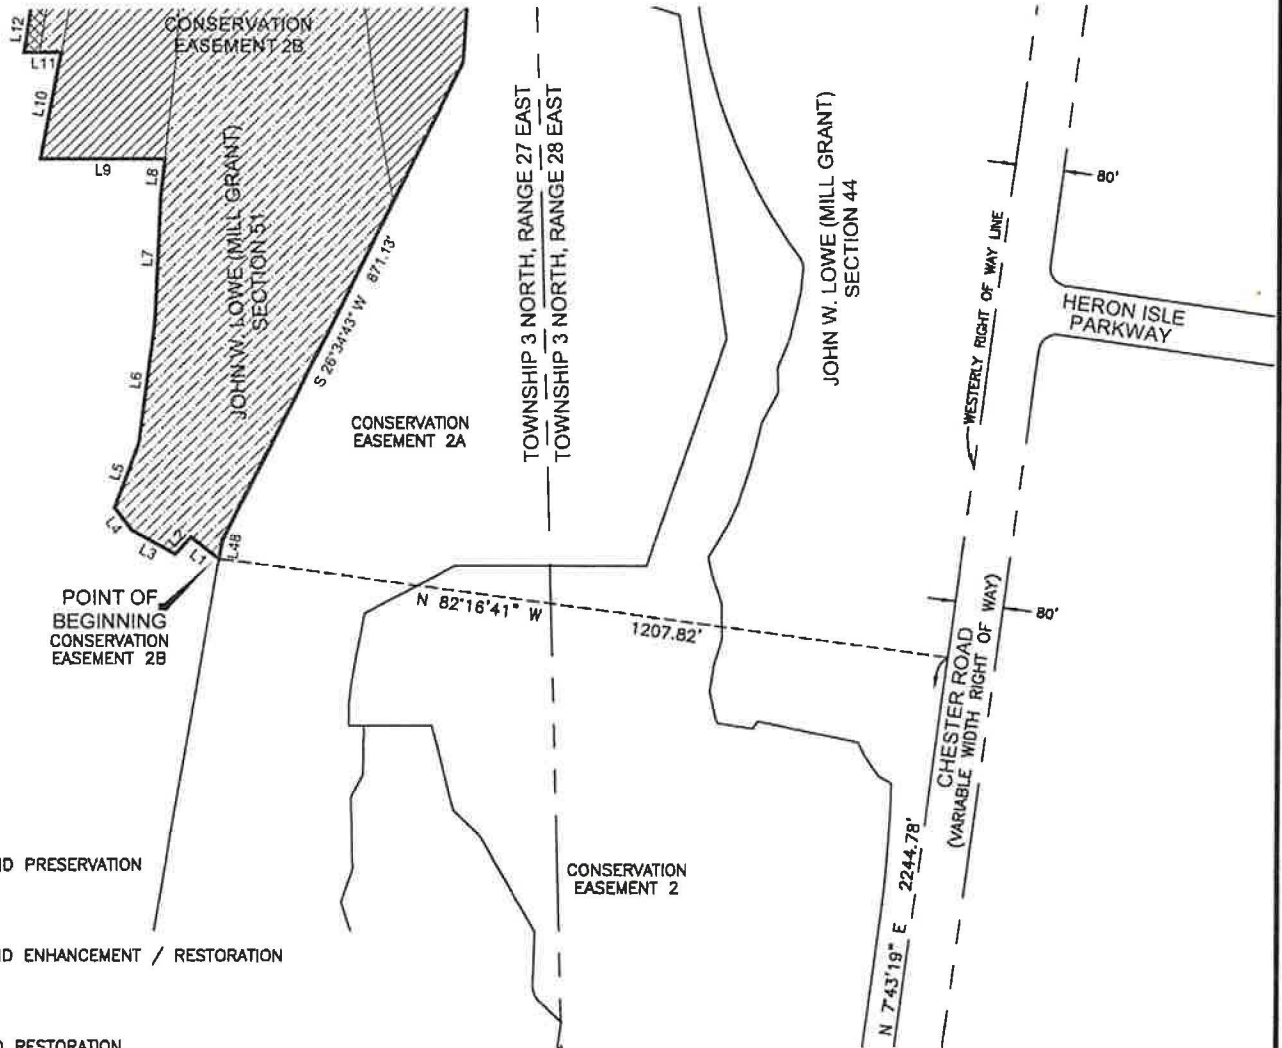 L12
CONSERVATION
EASEMENT 2B
L11
L10
L9
L8
JOHN W. LOWE (MILL GRANT)
SECTION 51
L7
L6
L5
L4
L3
L2
L1
L48
S 26°34'43" W 871.13'
CONSERVATION
EASEMENT 2A
TOWNSHIP 3 NORTH, RANGE 27 EAST
TOWNSHIP 3 NORTH, RANGE 28 EAST
JOHN W. LOWE (MILL GRANT)
SECTION 44
80'
WESTERLY RIGHT OF WAY LINE
HERON ISLE
PARKWAY
POINT OF
BEGINNING
CONSERVATION
EASEMENT 2B
N 82°16'41" W
1207.82'
80'
CHESTER ROAD
(VARIABLE WIDTH RIGHT OF WAY)
N 7°43'19" E 2244.78'
CONSERVATION
EASEMENT 2
PRESERVATION
ENHANCEMENT / RESTORATION
RESTORATION